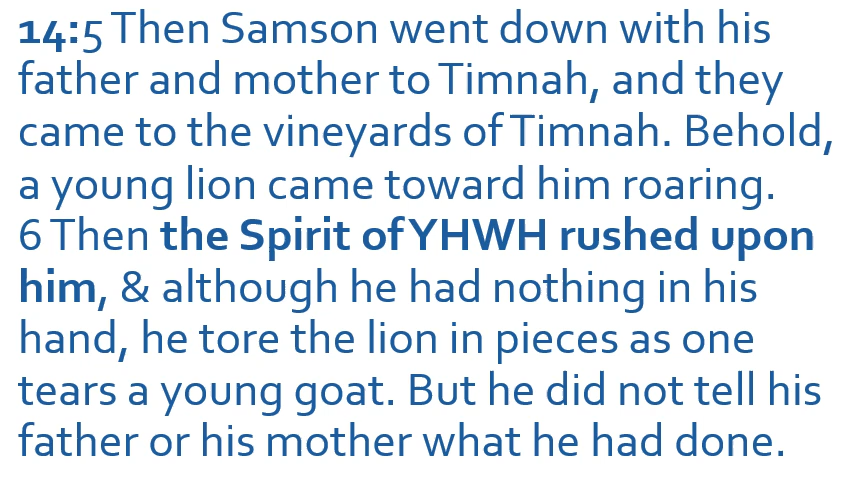 14:5 Then Samson went down with his
father and mother to Timnah, and they
came to the vineyards of Timnah. Behold,
a young lion came toward him roaring.
6 Then the Spirit of YHWH rushed upon
him, & although he had nothing in his
hand, he tore the lion in pieces as one
tears a young goat. But he did not tell his
father or his mother what he had done.